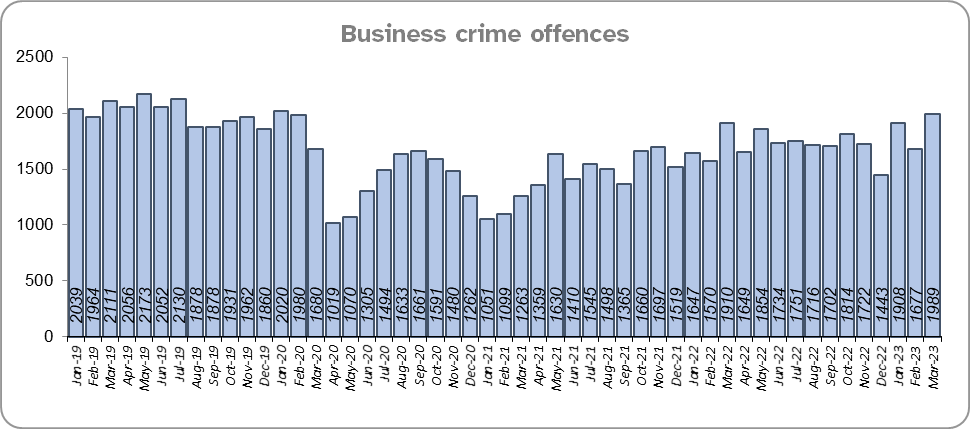 Business crime offences
2500
2000
1500
1000
500
0
2039 1964 2111 2056 2173 2052 2130 1878 1878 1931 1962 1860 2020 1980 1680 1019 1070 1305 1494 1633 1661 1591 1480 1262 1051 1099 1263 1359 1630 1410 1545 1498 1365 1660 1697 1519 1647 1570 1910 1649 1854 1734 1751 1716 1702 1814 1722 1443 1908 1677 1989
Jan-19 Feb-19 Mar-19 Apr-19 May-19 Jun-19 Jul-19 Aug-19 Sep-19 Oct-19 Nov-19 Dec-19 Jan-20 Feb-20 Mar-20 Apr-20 May-20 Jun-20 Jul-20 Aug-20 Sep-20 Oct-20 Nov-20 Dec-20 Jan-21 Feb-21 Mar-21 Apr-21 May-21 Jun-21 Jul-21 Aug-21 Sep-21 Oct-21 Nov-21 Dec-21 Jan-22 Feb-22 Mar-22 Apr-22 May-22 Jun-22 Jul-22 Aug-22 Sep-22 Oct-22 Nov-22 Dec-22 Jan-23 Feb-23 Mar-23